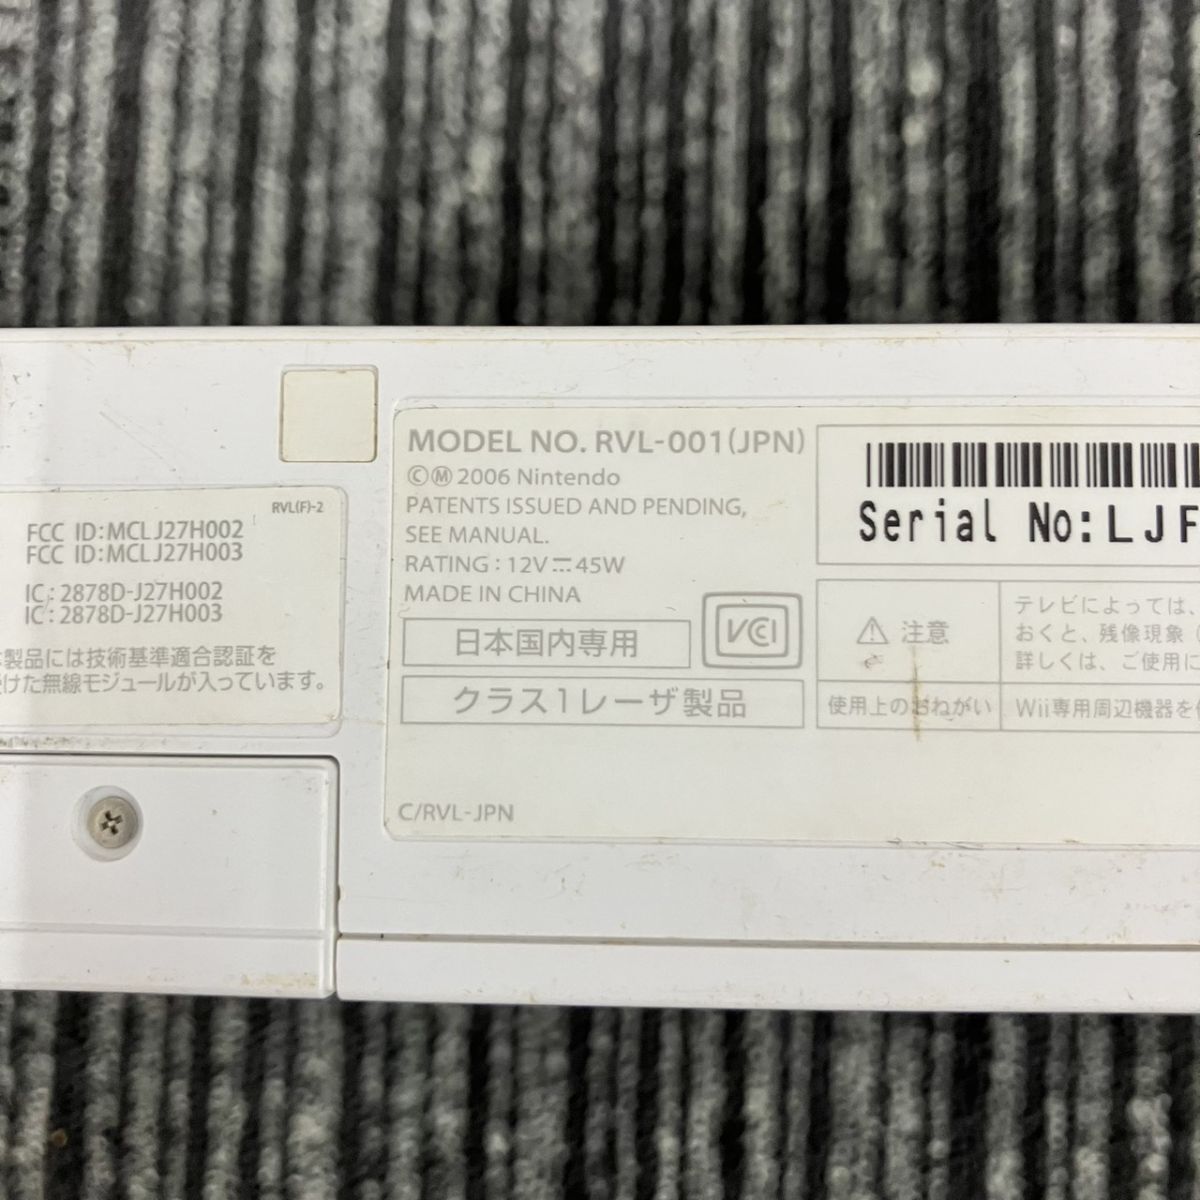 RVL(F)-2
FCC ID:MCLJ27H002
FCC ID:MCLJ27H003
IC: 2878D-J27H002
IC: 2878D-J27H003
製品には技術基準適合認証を
けた無線モジュールが入っています。
MODEL NO. RVL-001(JPN)
©Ⓜ 2006 Nintendo
PATENTS ISSUED AND PENDING,
SEE MANUAL.
RATING : 12V⎓45W
MADE IN CHINA
日本国内専用
VCCI
クラス1レーザ製品
C/RVL-JPN
Serial No:LJF
注意
テレビによっては、
おくと、残像現象
詳しくは、ご使用に
使用上のおねがい
Wii専用周辺機器を